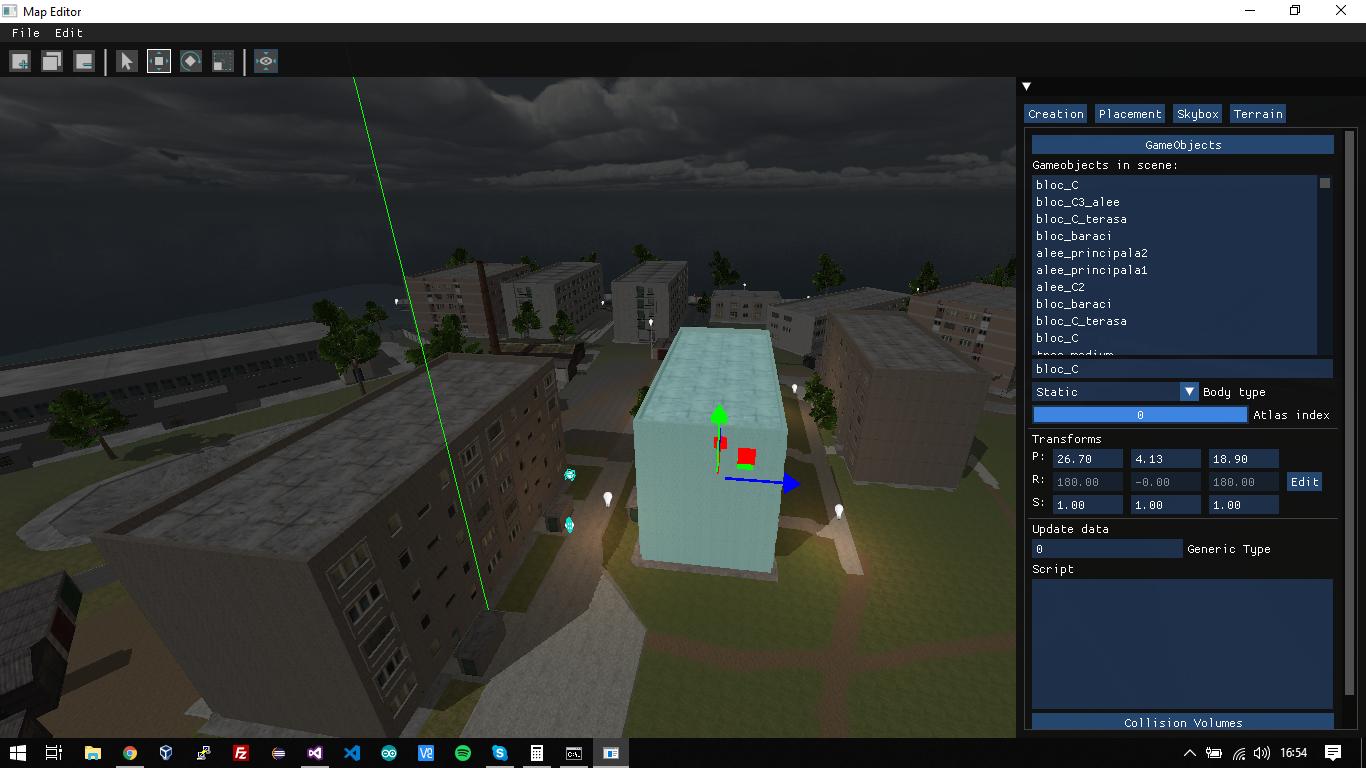 Map Editor
File Edit
Creation Placement Skybox Terrain
GameObjects
Gameobjects in scene:
bloc_C
bloc_C3_alee
bloc_C_terasa
bloc_baraci
alee_principala2
alee_principala1
alee_C2
bloc_baraci
bloc_C_terasa
bloc_C
tree_medium
bloc_C
Static Body type
0 Atlas index
Transforms
P: 26.70 4.13 18.90
R: 180.00 -0.00 180.00 Edit
S: 1.00 1.00 1.00
Update data
0 Generic Type
Script
Collision Volumes
16:54